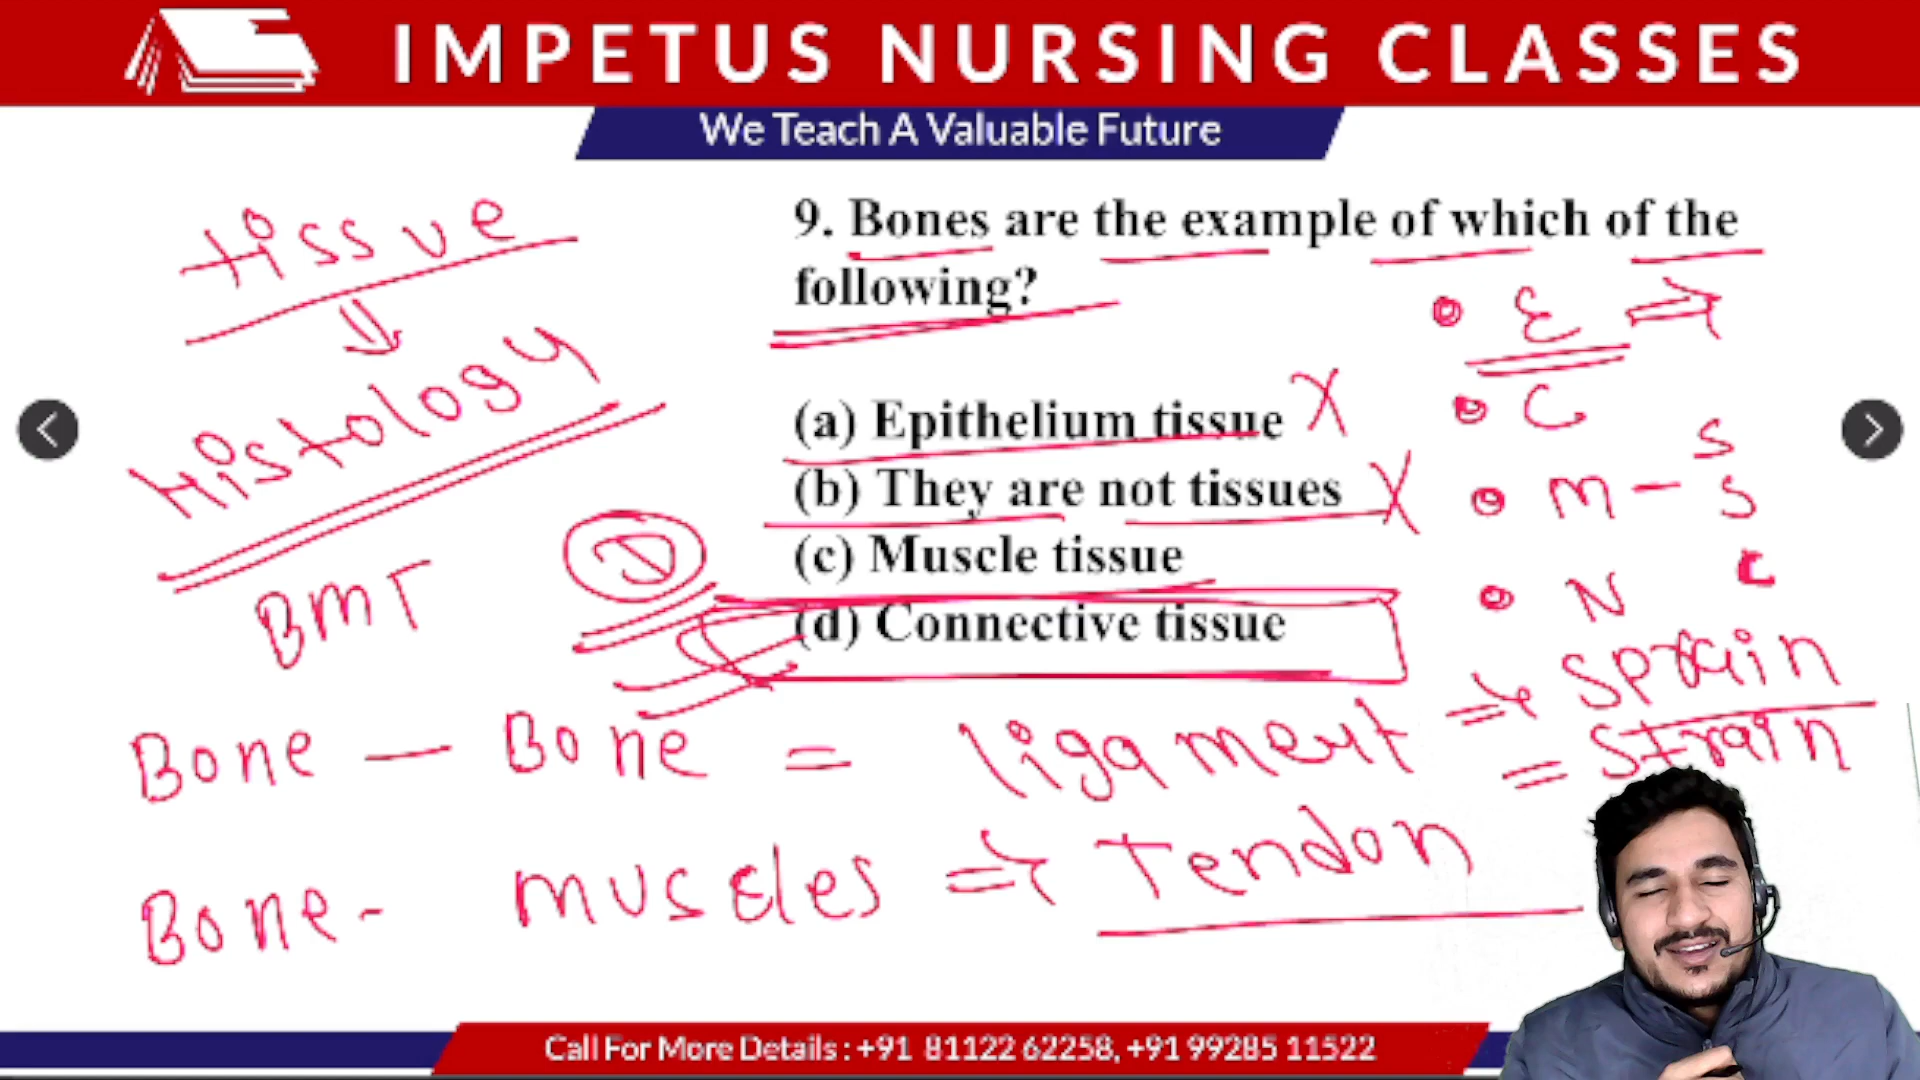 IMPETUS NURSING CLASSES
We Teach A Valuable Future
9. Bones are the example of which of the
following?
(a) Epithelium tissue X
(b) They are not tissues X
(c) Muscle tissue
(d) Connective tissue
tissue
Histology
BMT
D
E
C
M - S
S
C
N
Bone - Bone = ligament => Sprain
= Strain
Bone - muscles => Tendon
Call For More Details : +91 81122 62258, +91 99285 11522